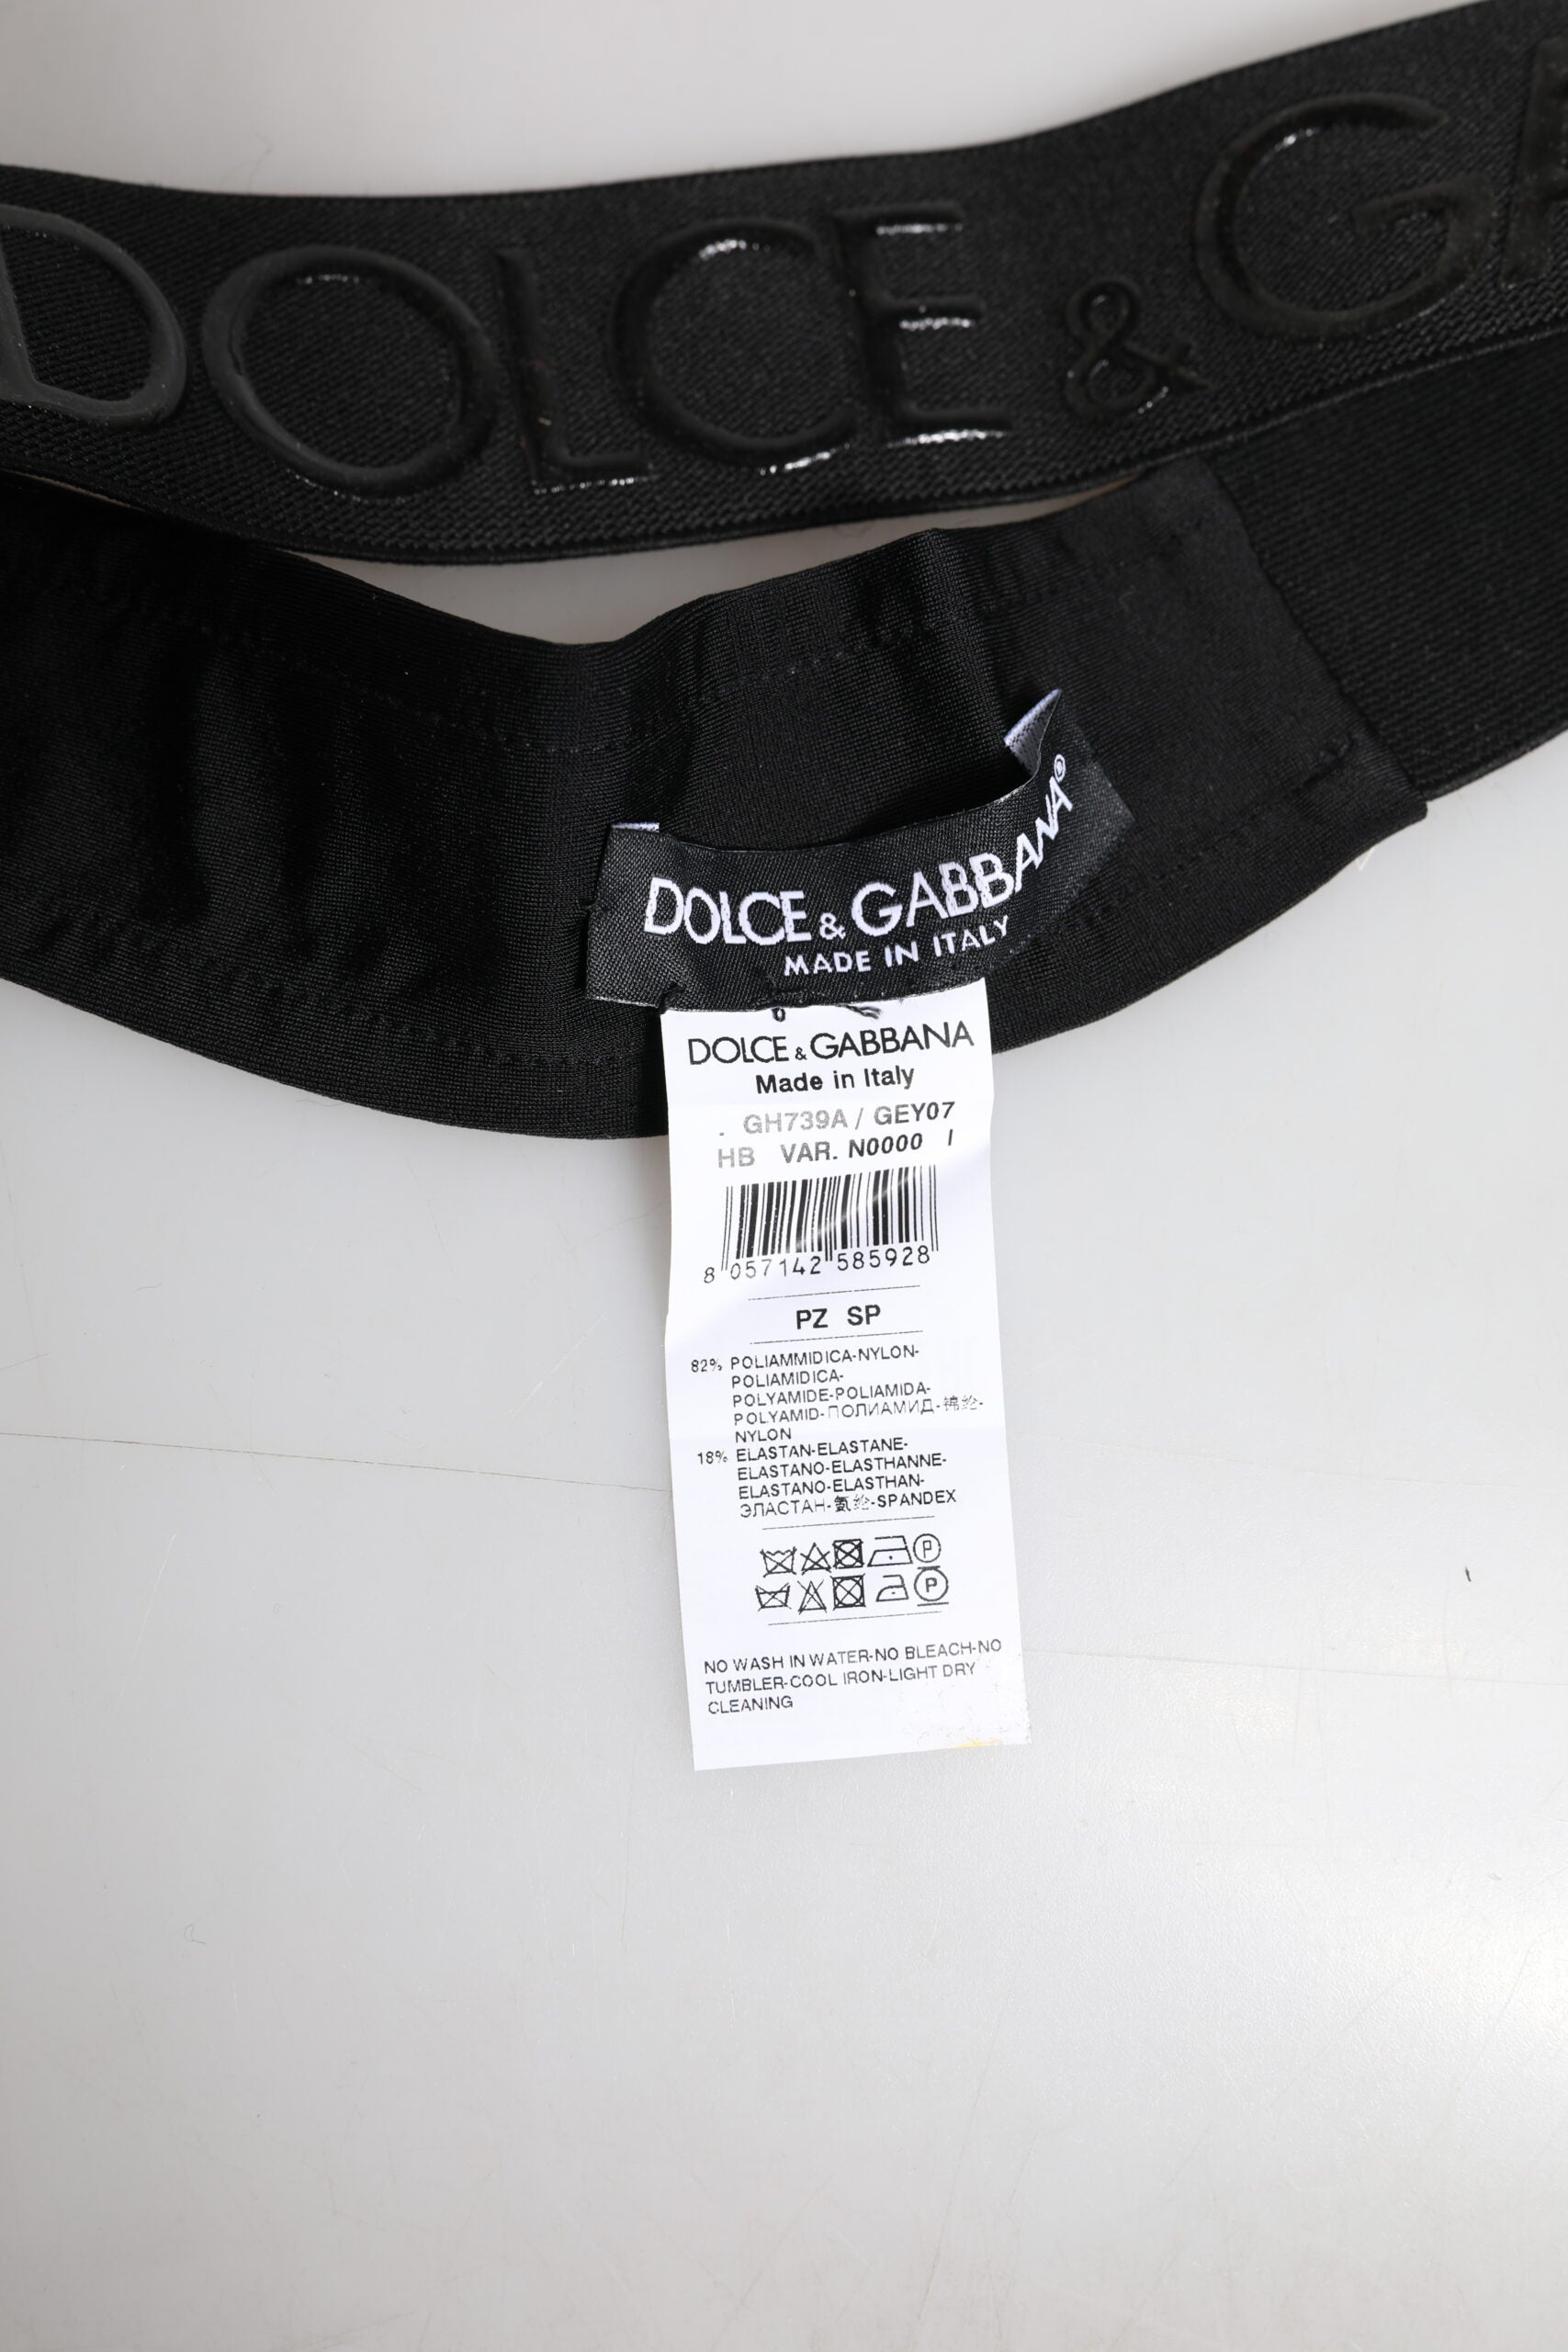 DOLCE & GA
DOLCE & GABBANA®
MADE IN ITALY
DOLCE & GABBANA
Made in Italy
. GH739A / GEY07
HB VAR. N0000 I
8 057142 585928
PZ SP
82% POLIAMMIDICA-NYLON-
POLIAMIDICA-
POLYAMIDE-POLIAMIDA-
POLYAMID-ПОЛИАМИД-锦纶-
NYLON
18% ELASTAN-ELASTANE-
ELASTANO-ELASTHANNE-
ELASTANO-ELASTHAN-
ЭЛАСТАН-氨纶-SPANDEX
P
P
NO WASH IN WATER-NO BLEACH-NO
TUMBLER-COOL IRON-LIGHT DRY
CLEANING